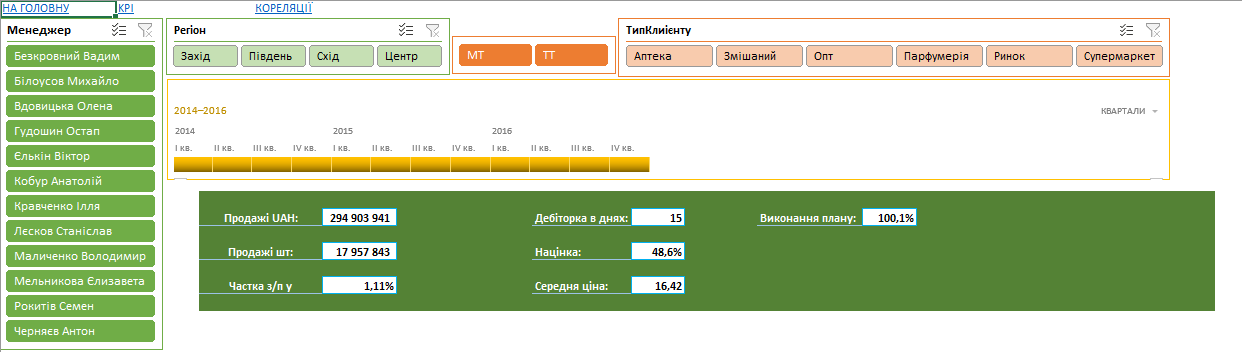 НА ГОЛОВНУ KPI КОРЕЛЯЦІЇ
Менеджер
Безкровний Вадим
Білоусов Михайло
Вдовицька Олена
Гудошин Остап
Єлькін Віктор
Кобур Анатолій
Кравченко Ілля
Лєсков Станіслав
Маличенко Володимир
Мельникова Єлизавета
Рокитів Семен
Черняєв Антон
Регіон
Захід Південь Схід Центр
МТ ТТ
ТипКлиієнту
Аптека Змішаний Опт Парфумерія Ринок Супермаркет
2014–2016 КВАРТАЛИ
2014 2015 2016
I кв. II кв. III кв. IV кв. I кв. II кв. III кв. IV кв. I кв. II кв. III кв. IV кв.
Продажі UAH: 294 903 941 Дебіторка в днях: 15 Виконання плану: 100,1%
Продажі шт: 17 957 843 Націнка: 48,6%
Частка з/п у 1,11% Середня ціна: 16,42